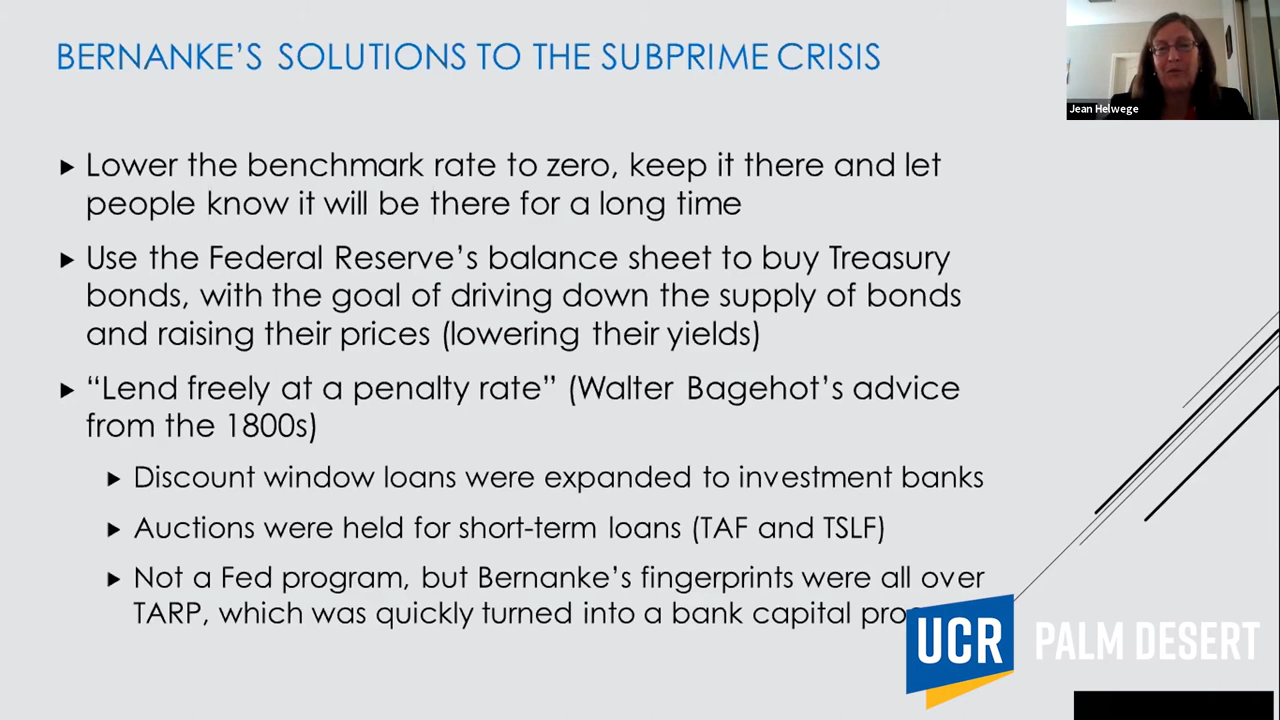 BERNANKE'S SOLUTIONS TO THE SUBPRIME CRISIS
Jean Helwege
Lower the benchmark rate to zero, keep it there and let
people know it will be there for a long time
Use the Federal Reserve's balance sheet to buy Treasury
bonds, with the goal of driving down the supply of bonds
and raising their prices (lowering their yields)
"Lend freely at a penalty rate" (Walter Bagehot's advice
from the 1800s)
Discount window loans were expanded to investment banks
Auctions were held for short-term loans (TAF and TSLF)
Not a Fed program, but Bernanke's fingerprints were all over
TARP, which was quickly turned into a bank capital
UCR PALM DESERT